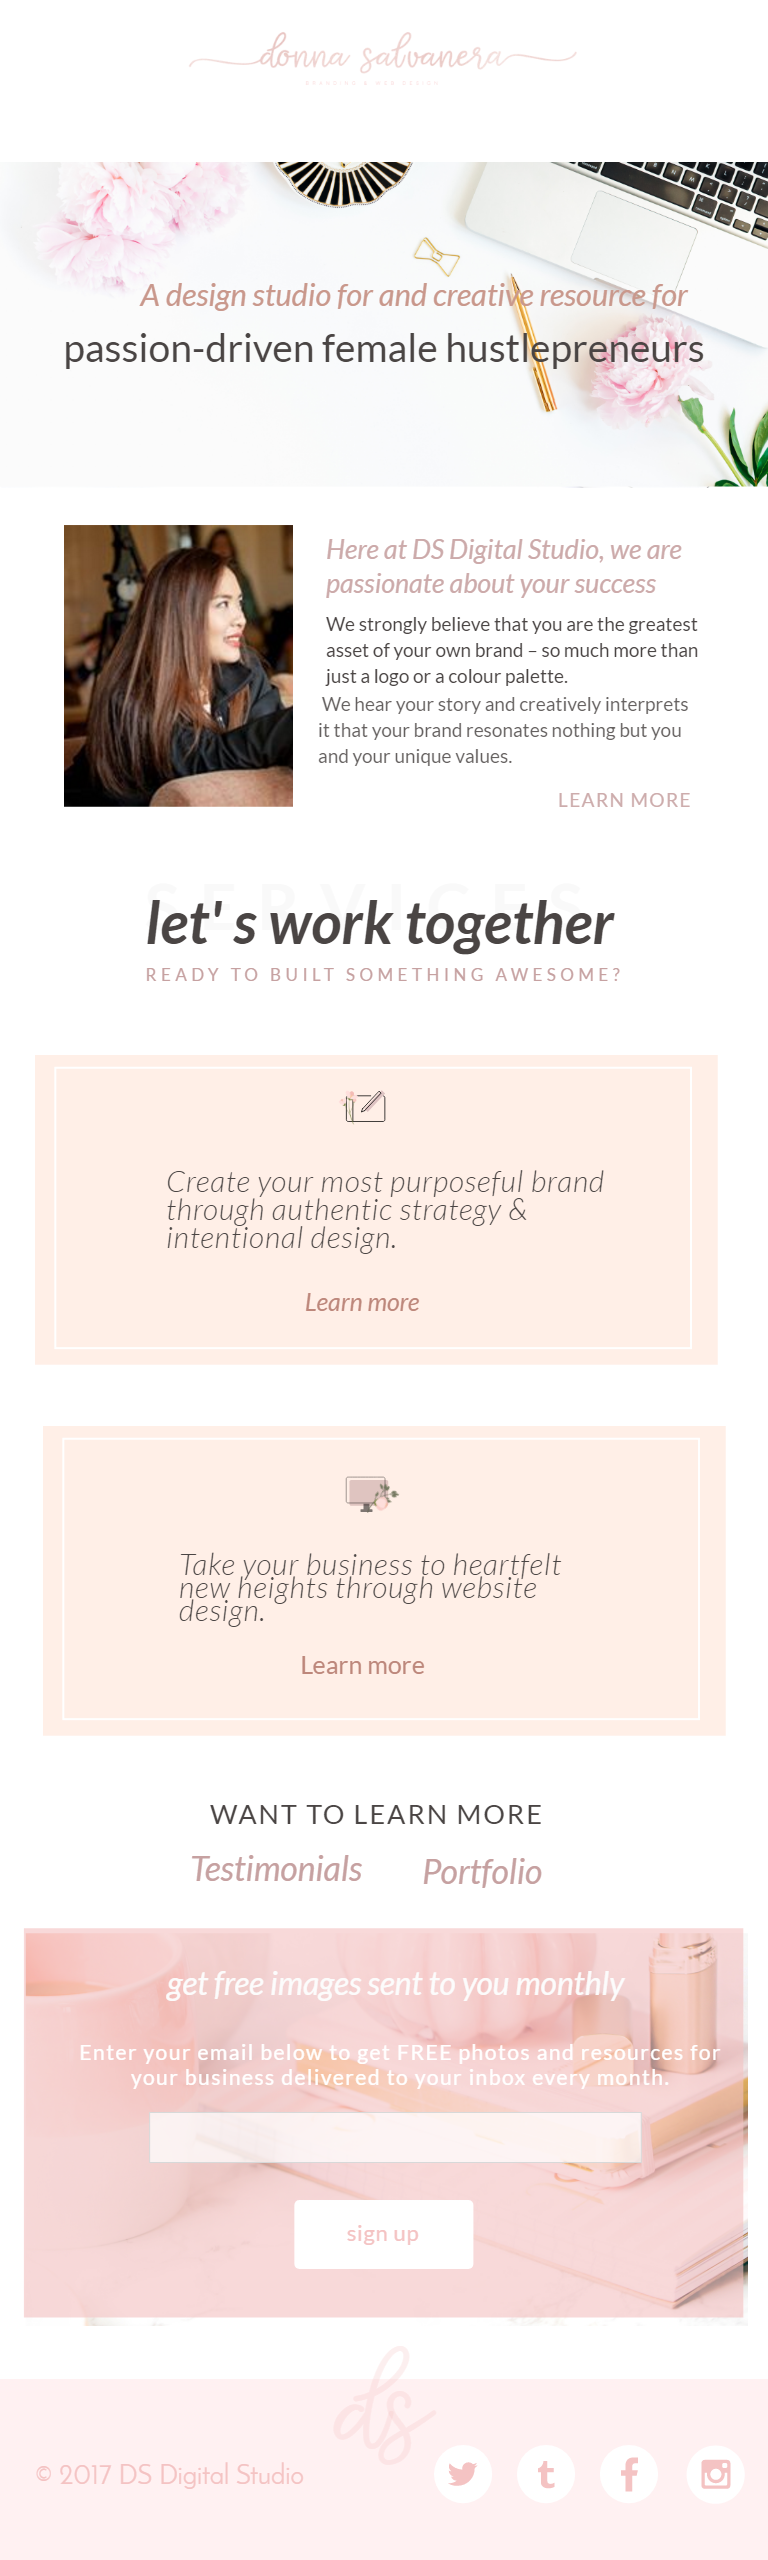 donna salvanera
BRANDING & WEB DESIGN
A design studio for and creative resource for
passion-driven female hustlepreneurs
Here at DS Digital Studio, we are
passionate about your success
We strongly believe that you are the greatest
asset of your own brand – so much more than
just a logo or a colour palette.
We hear your story and creatively interprets
it that your brand resonates nothing but you
and your unique values.
LEARN MORE
SERVICES
let' s work together
READY TO BUILT SOMETHING AWESOME?
Create your most purposeful brand
through authentic strategy &
intentional design.
Learn more
Take your business to heartfelt
new heights through website
design.
Learn more
WANT TO LEARN MORE
Testimonials Portfolio
get free images sent to you monthly
Enter your email below to get FREE photos and resources for
your business delivered to your inbox every month.
sign up
ds
© 2017 DS Digital Studio